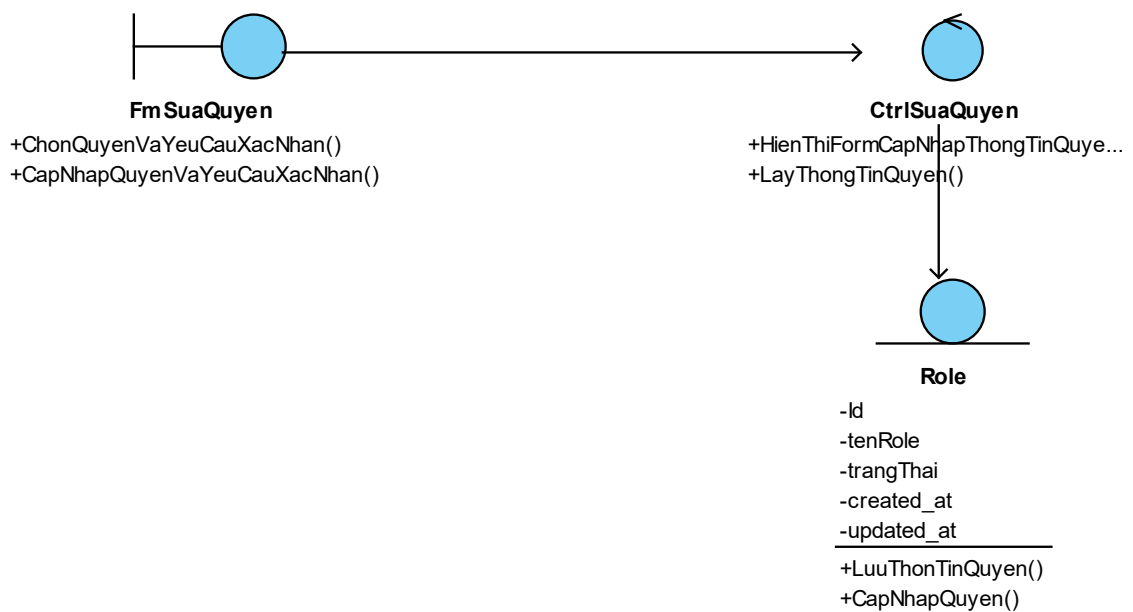 FmSuaQuyen
+ChonQuyenVaYeuCauXacNhan()
+CapNhapQuyenVaYeuCauXacNhan()
CtrlSuaQuyen
+HienThiFormCapNhapThongTinQuye...
+LayThongTinQuyen()
Role
-Id
-tenRole
-trangThai
-created_at
-updated_at
+LuuThonTinQuyen()
+CapNhapQuyen()